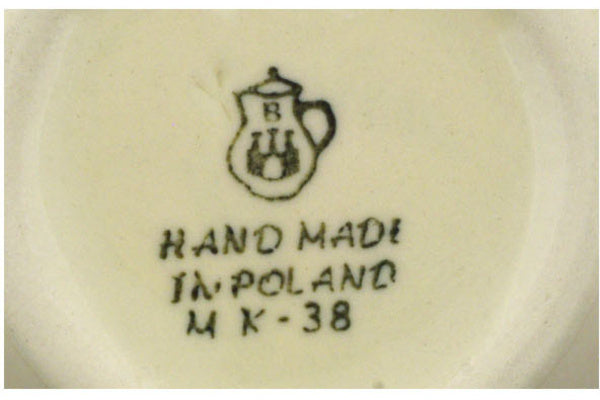 B
HAND MADE
IN POLAND
M K - 38